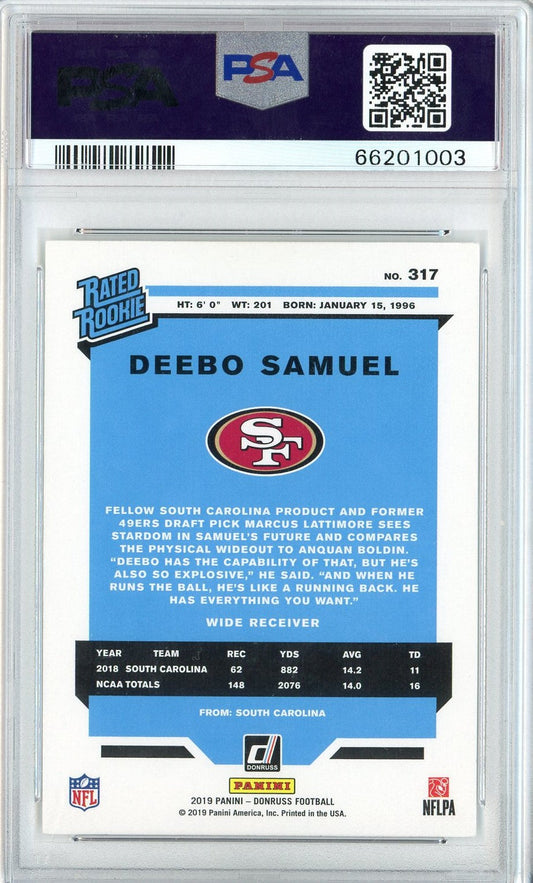 PSA
PSA
66201003
RATED
ROOKIE
NO. 317
HT: 6' 0" WT: 201 BORN: JANUARY 15, 1996
DEEBO SAMUEL
SF
FELLOW SOUTH CAROLINA PRODUCT AND FORMER
49ERS DRAFT PICK MARCUS LATTIMORE SEES
STARDOM IN SAMUEL'S FUTURE AND COMPARES
THE PHYSICAL WIDEOUT TO ANQUAN BOLDIN.
"DEEBO HAS THE CAPABILITY OF THAT, BUT HE'S
ALSO SO EXPLOSIVE," HE SAID. "AND WHEN HE
RUNS THE BALL, HE'S LIKE A RUNNING BACK. HE
HAS EVERYTHING YOU WANT."
WIDE RECEIVER
YEAR TEAM REC YDS AVG TD
2018 SOUTH CAROLINA 62 882 14.2 11
NCAA TOTALS 148 2076 14.0 16
FROM: SOUTH CAROLINA
DONRUSS
PANINI
NFL
2019 PANINI – DONRUSS FOOTBALL
© 2019 Panini America, Inc. Printed in the USA.
NFLPA